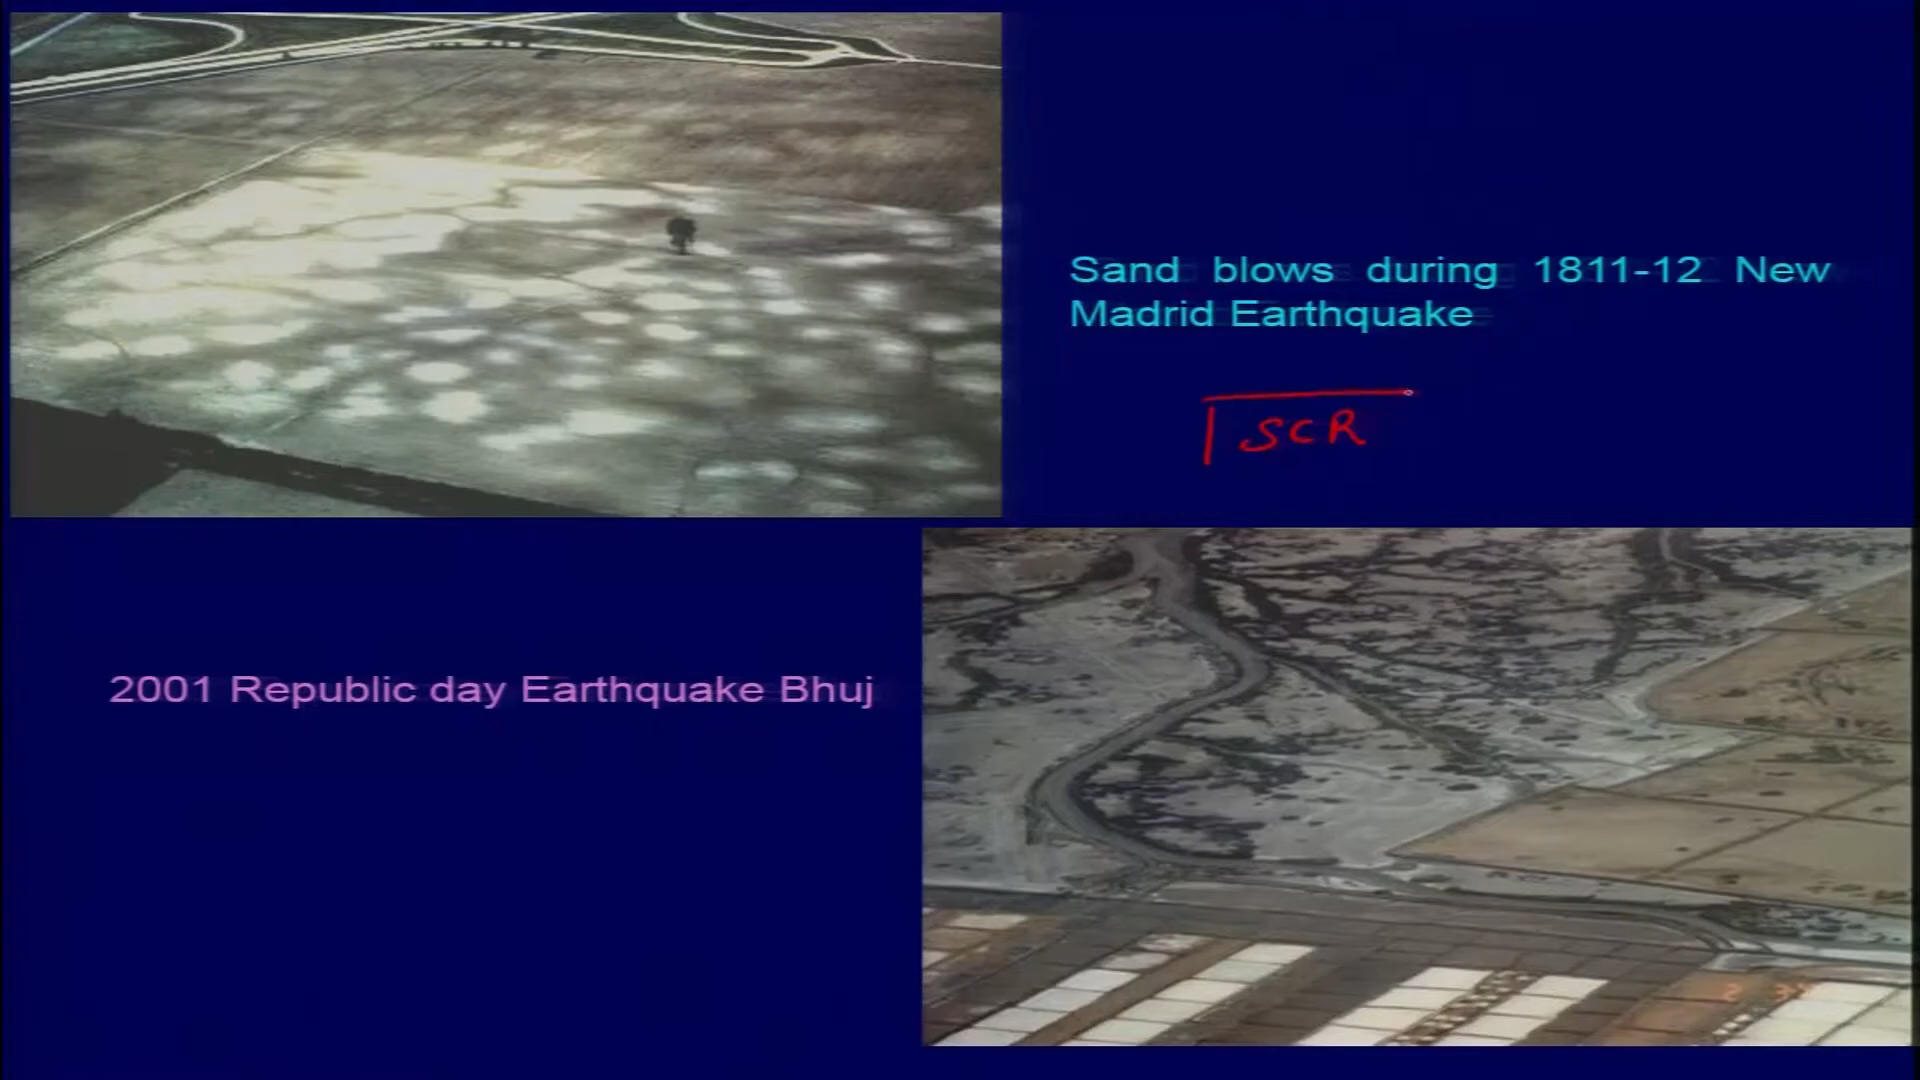 Sand blows during 1811-12 New
Madrid Earthquake
SCR
2001 Republic day Earthquake Bhuj